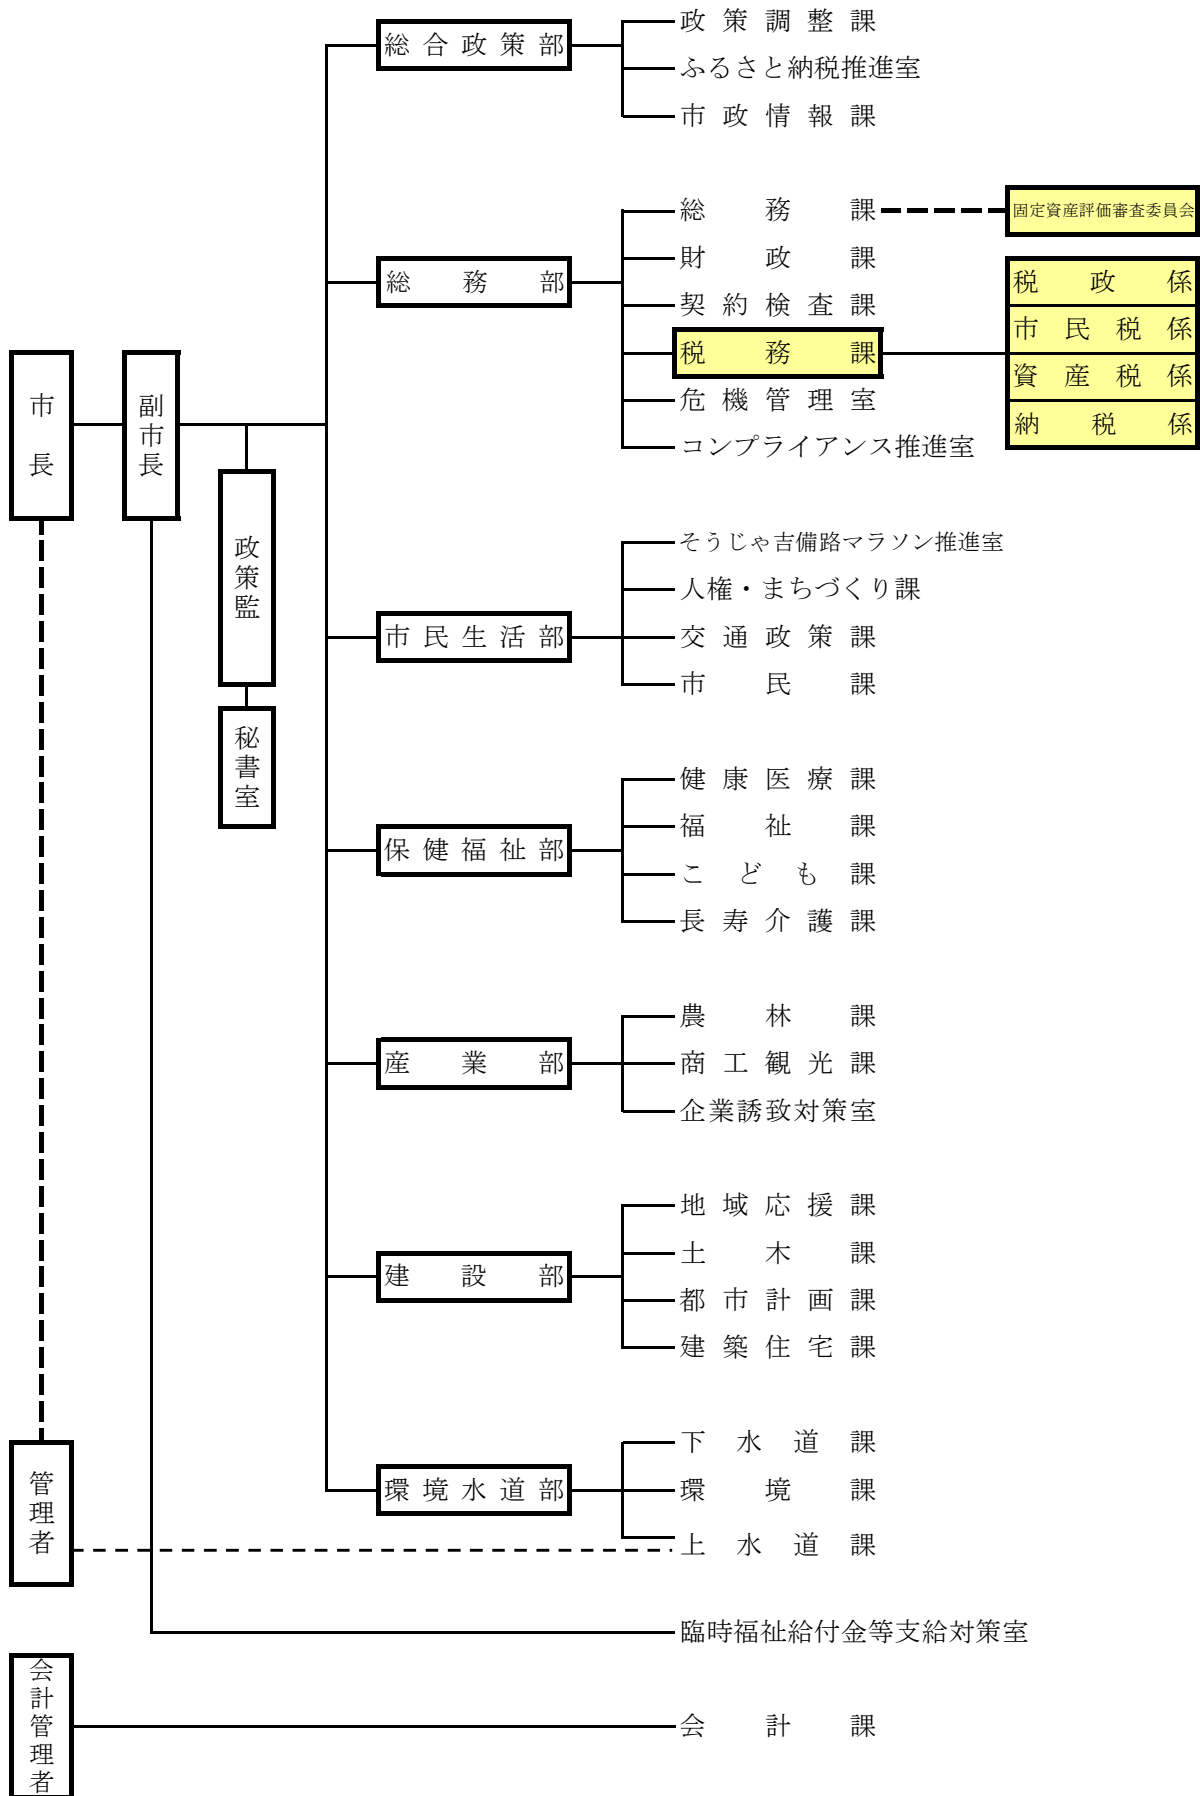 総合政策部
政策調整課
ふるさと納税推進室
市政情報課
総務部
総務課
固定資産評価審査委員会
財政課
契約検査課
税務課
税政係
市民税係
資産税係
納税係
危機管理室
コンプライアンス推進室
市長
副市長
政策監
秘書室
市民生活部
そうじゃ吉備路マラソン推進室
人権・まちづくり課
交通政策課
市民課
保健福祉部
健康医療課
福祉課
こども課
長寿介護課
産業部
農林課
商工観光課
企業誘致対策室
建設部
地域応援課
土木課
都市計画課
建築住宅課
環境水道部
下水道課
環境課
上水道課
管理者
臨時福祉給付金等支給対策室
会計管理者
会計課